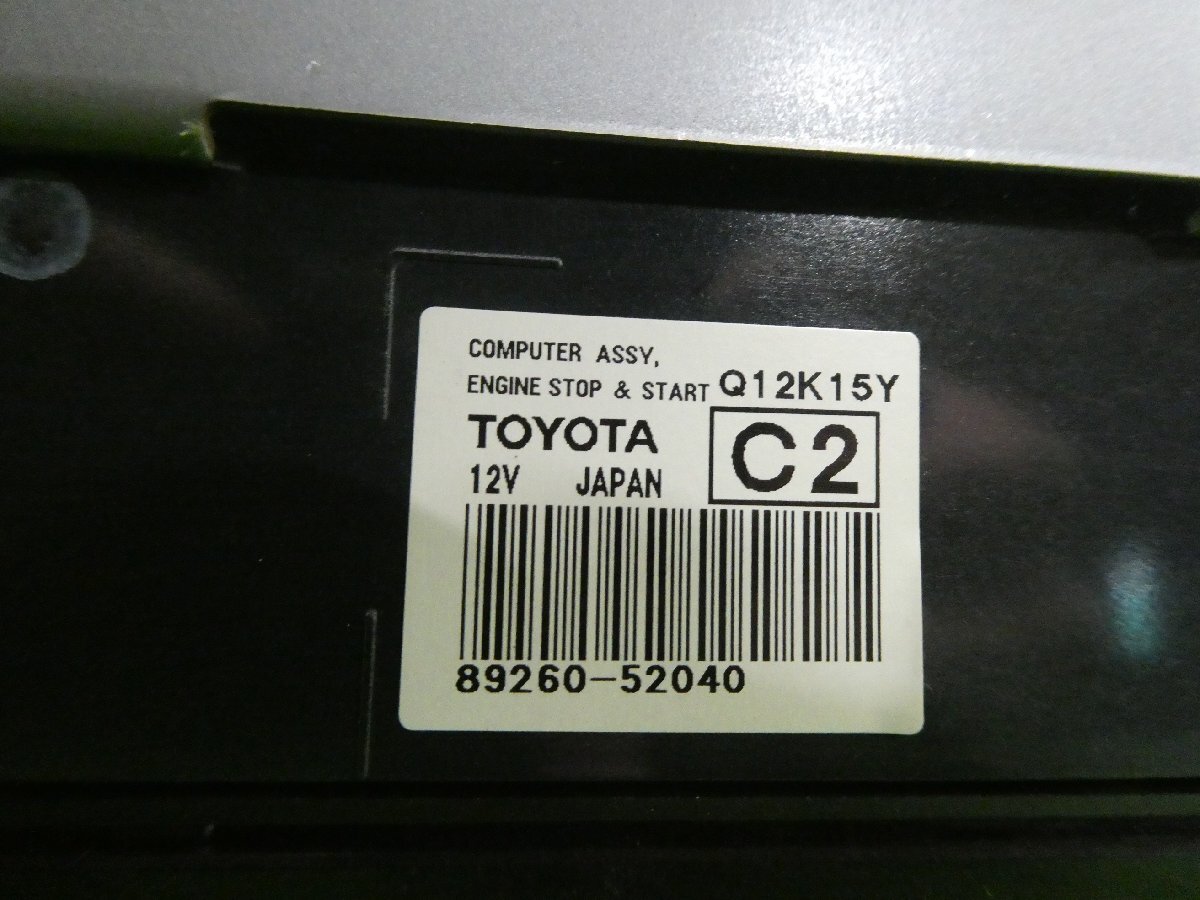 COMPUTER ASSY,
ENGINE STOP & START Q12K15Y
TOYOTA C2
12V JAPAN
89260-52040